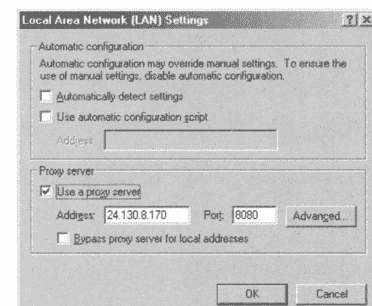 Local Area Network (LAN) Settings
Automatic configuration
Automatic configuration may override manual settings. To ensure the
use of manual settings, disable automatic configuration.
Automatically detect settings
Use automatic configuration script
Address
Proxy server
Use a proxy server
Address: 24.130.8.170 Port: 8080 Advanced...
Bypass proxy server for local addresses
OK Cancel